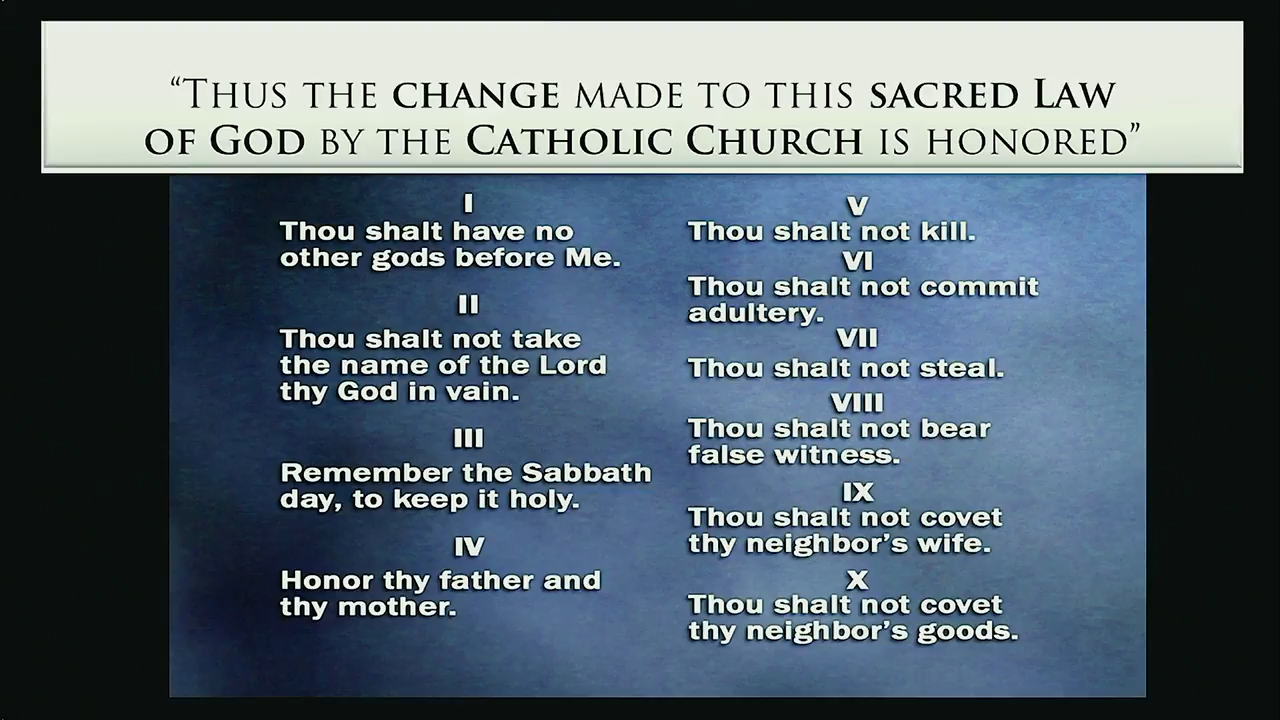 “THUS THE CHANGE MADE TO THIS SACRED LAW
OF GOD BY THE CATHOLIC CHURCH IS HONORED”
I
Thou shalt have no
other gods before Me.
II
Thou shalt not take
the name of the Lord
thy God in vain.
III
Remember the Sabbath
day, to keep it holy.
IV
Honor thy father and
thy mother.
V
Thou shalt not kill.
VI
Thou shalt not commit
adultery.
VII
Thou shalt not steal.
VIII
Thou shalt not bear
false witness.
IX
Thou shalt not covet
thy neighbor’s wife.
X
Thou shalt not covet
thy neighbor’s goods.